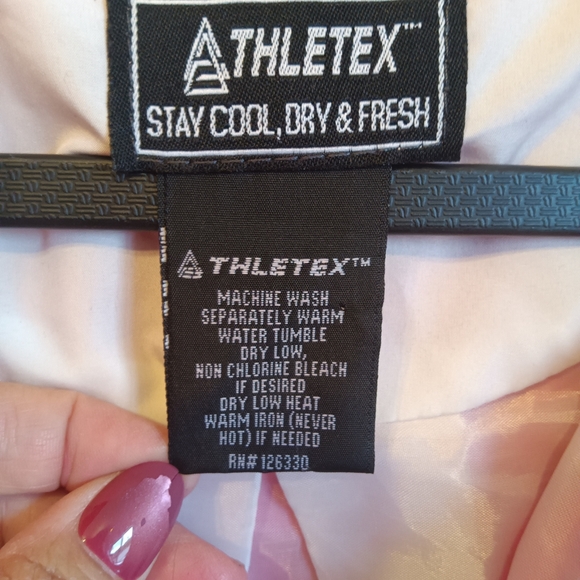 ATHLETEX™
STAY COOL, DRY & FRESH
ATHLETEX™
MACHINE WASH
SEPARATELY WARM
WATER TUMBLE
DRY LOW,
NON CHLORINE BLEACH
IF DESIRED
DRY LOW HEAT
WARM IRON (NEVER
HOT) IF NEEDED
RN# 126330